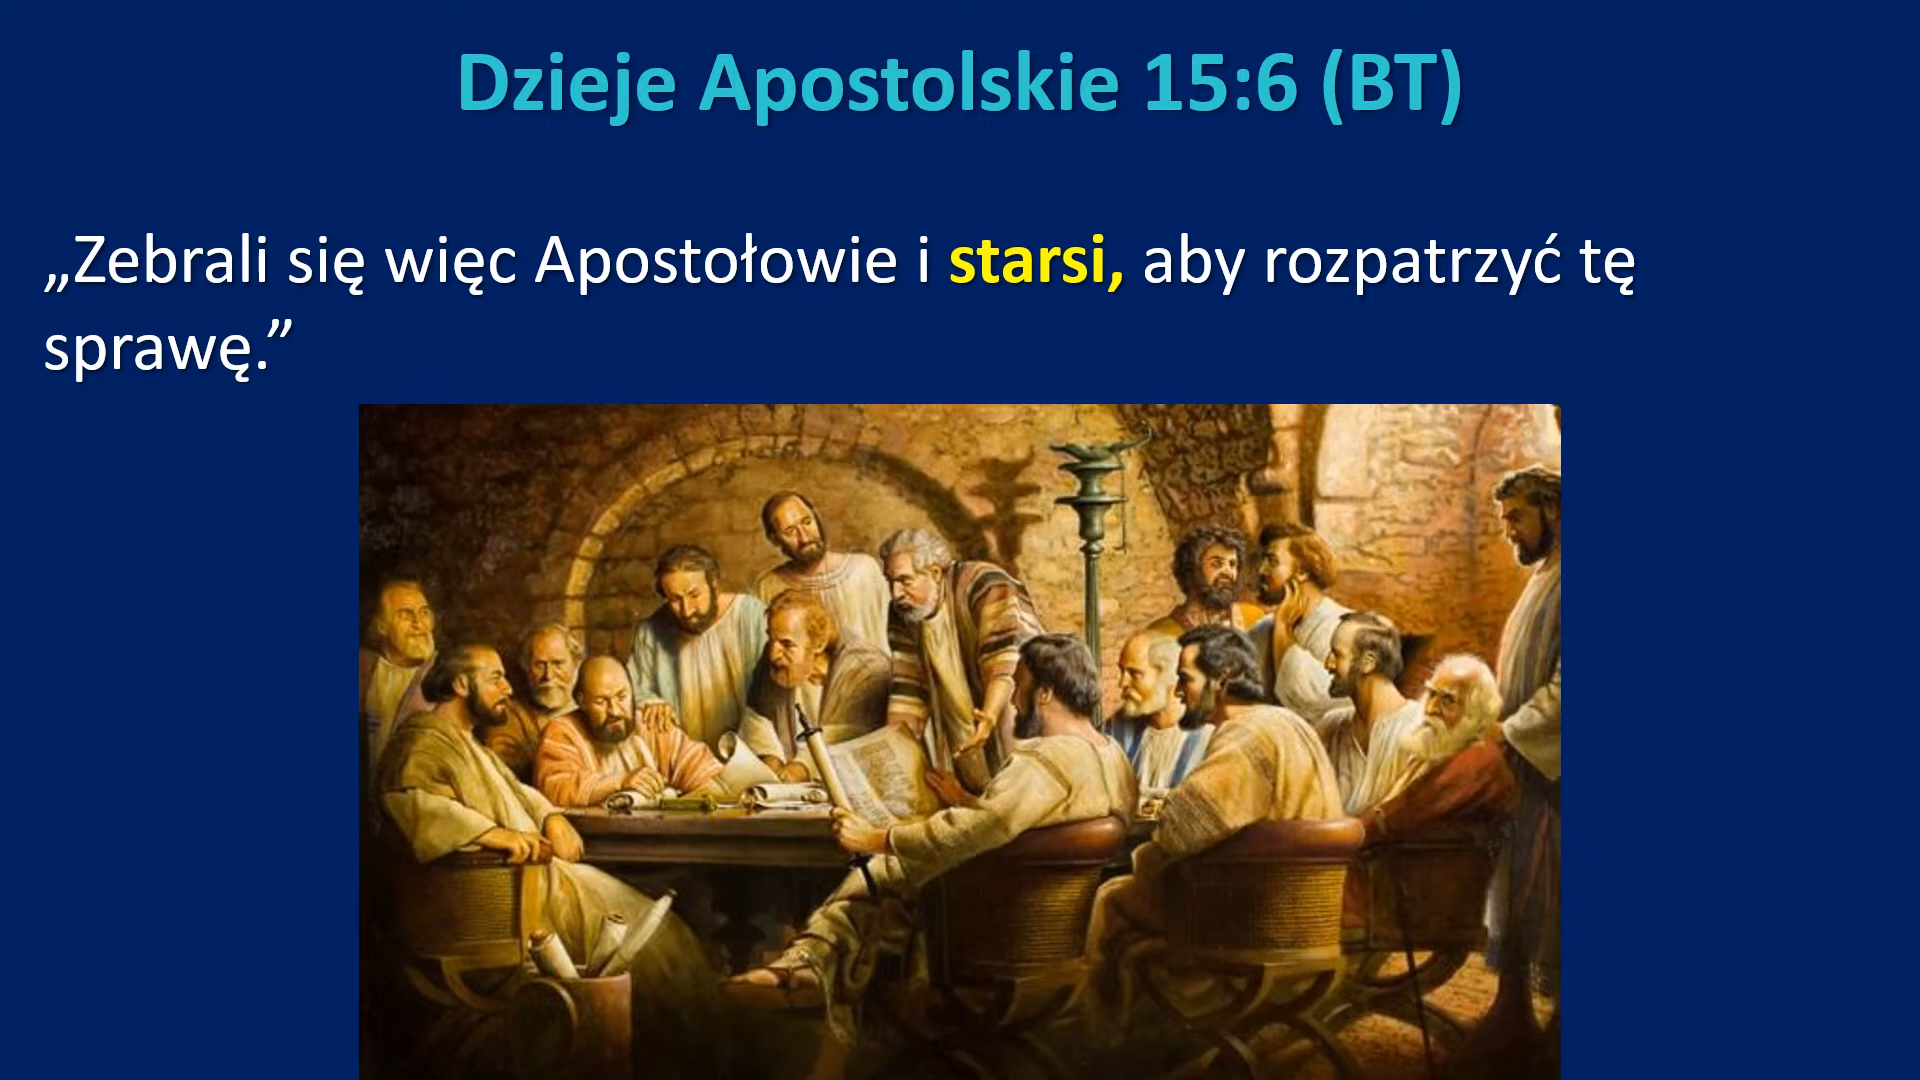 Dzieje Apostolskie 15:6 (BT)
„Zebrali się więc Apostołowie i starsi, aby rozpatrzyć tę
sprawę.”